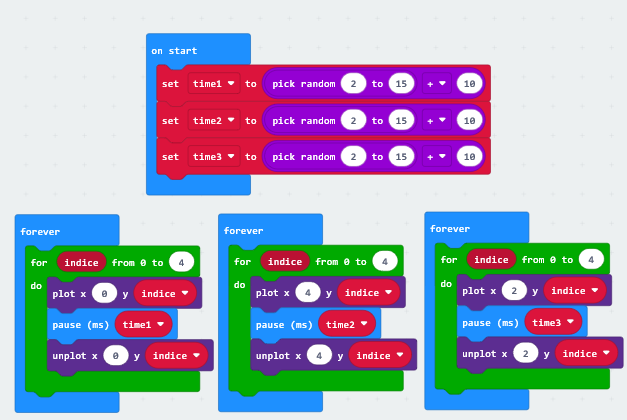 on start
set time1 to pick random 2 to 15 + 10
set time2 to pick random 2 to 15 + 10
set time3 to pick random 2 to 15 + 10
forever
for indice from 0 to 4
do
plot x 0 y indice
pause (ms) time1
unplot x 0 y indice
forever
for indice from 0 to 4
do
plot x 4 y indice
pause (ms) time2
unplot x 4 y indice
forever
for indice from 0 to 4
do
plot x 2 y indice
pause (ms) time3
unplot x 2 y indice